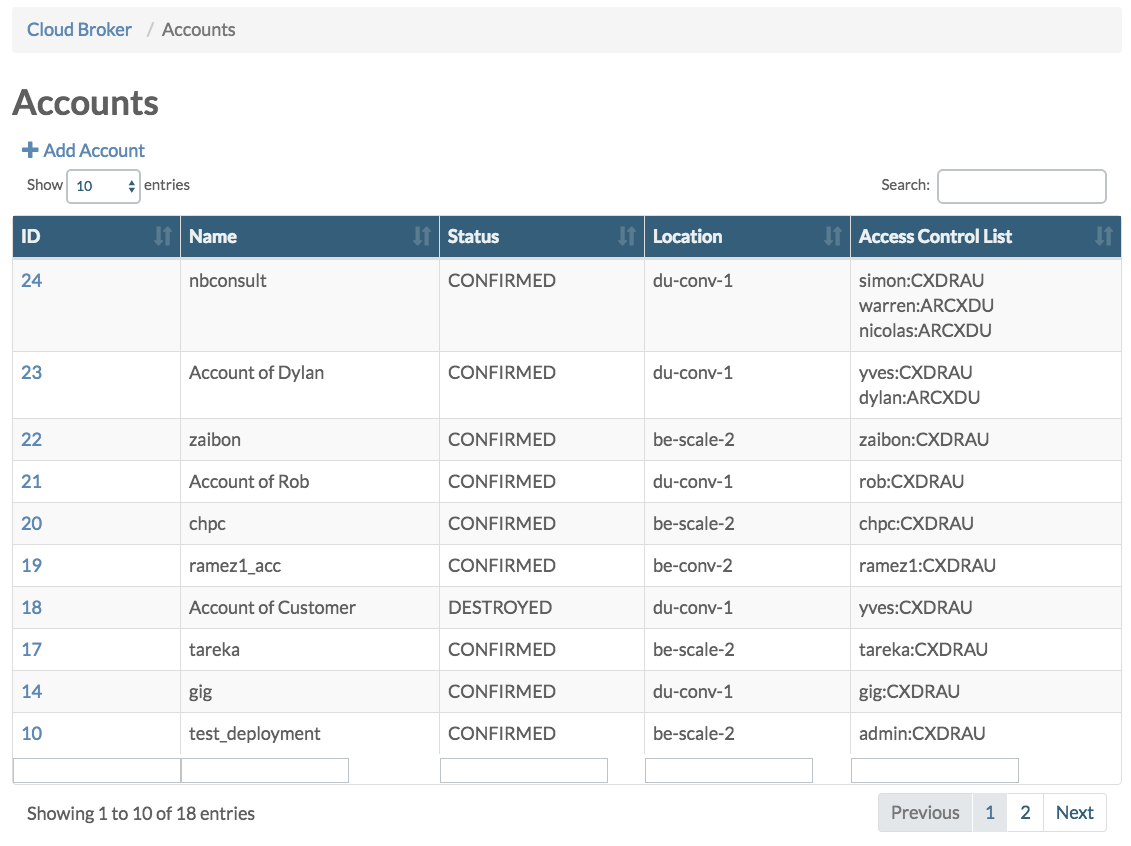 Cloud Broker / Accounts
Accounts
Add Account
Show 10 entries Search:
ID Name Status Location Access Control List
24 nbconsult CONFIRMED du-conv-1 simon:CXDRAU
warren:ARCXDU
nicolas:ARCXDU
23 Account of Dylan CONFIRMED du-conv-1 yves:CXDRAU
dylan:ARCXDU
22 zaibon CONFIRMED be-scale-2 zaibon:CXDRAU
21 Account of Rob CONFIRMED du-conv-1 rob:CXDRAU
20 chpc CONFIRMED be-scale-2 chpc:CXDRAU
19 ramez1_acc CONFIRMED be-conv-2 ramez1:CXDRAU
18 Account of Customer DESTROYED du-conv-1 yves:CXDRAU
17 tareka CONFIRMED be-scale-2 tareka:CXDRAU
14 gig CONFIRMED du-conv-1 gig:CXDRAU
10 test_deployment CONFIRMED be-scale-2 admin:CXDRAU
Showing 1 to 10 of 18 entries Previous 1 2 Next